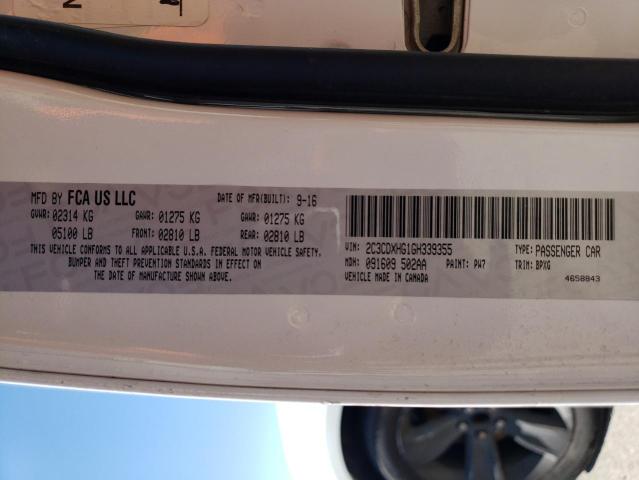 MFD BY FCA US LLC DATE OF MFR(BUILT): 9-16
GVWR: 02314 KG GAWR: 01275 KG GAWR: 01275 KG
05100 LB FRONT: 02810 LB REAR: 02810 LB
THIS VEHICLE CONFORMS TO ALL APPLICABLE U.S.A. FEDERAL MOTOR VEHICLE SAFETY,
BUMPER AND THEFT PREVENTION STANDARDS IN EFFECT ON
THE DATE OF MANUFACTURE SHOWN ABOVE.
VIN: 2C3CDXHG1GH339355 TYPE: PASSENGER CAR
MDH: 091609 502AA PAINT: PW7 TRIM: BPXG
VEHICLE MADE IN CANADA 4658843